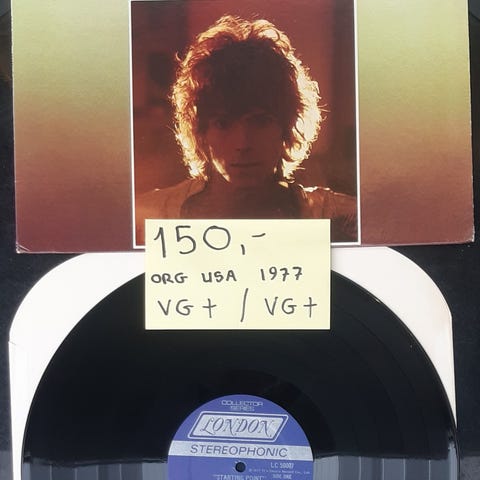 150,-
ORG USA 1977
VG+ / VG+
COLLECTOR
SERIES
LONDON
STEREOPHONIC
LC 50007
"STARTING POINT"
SIDE ONE